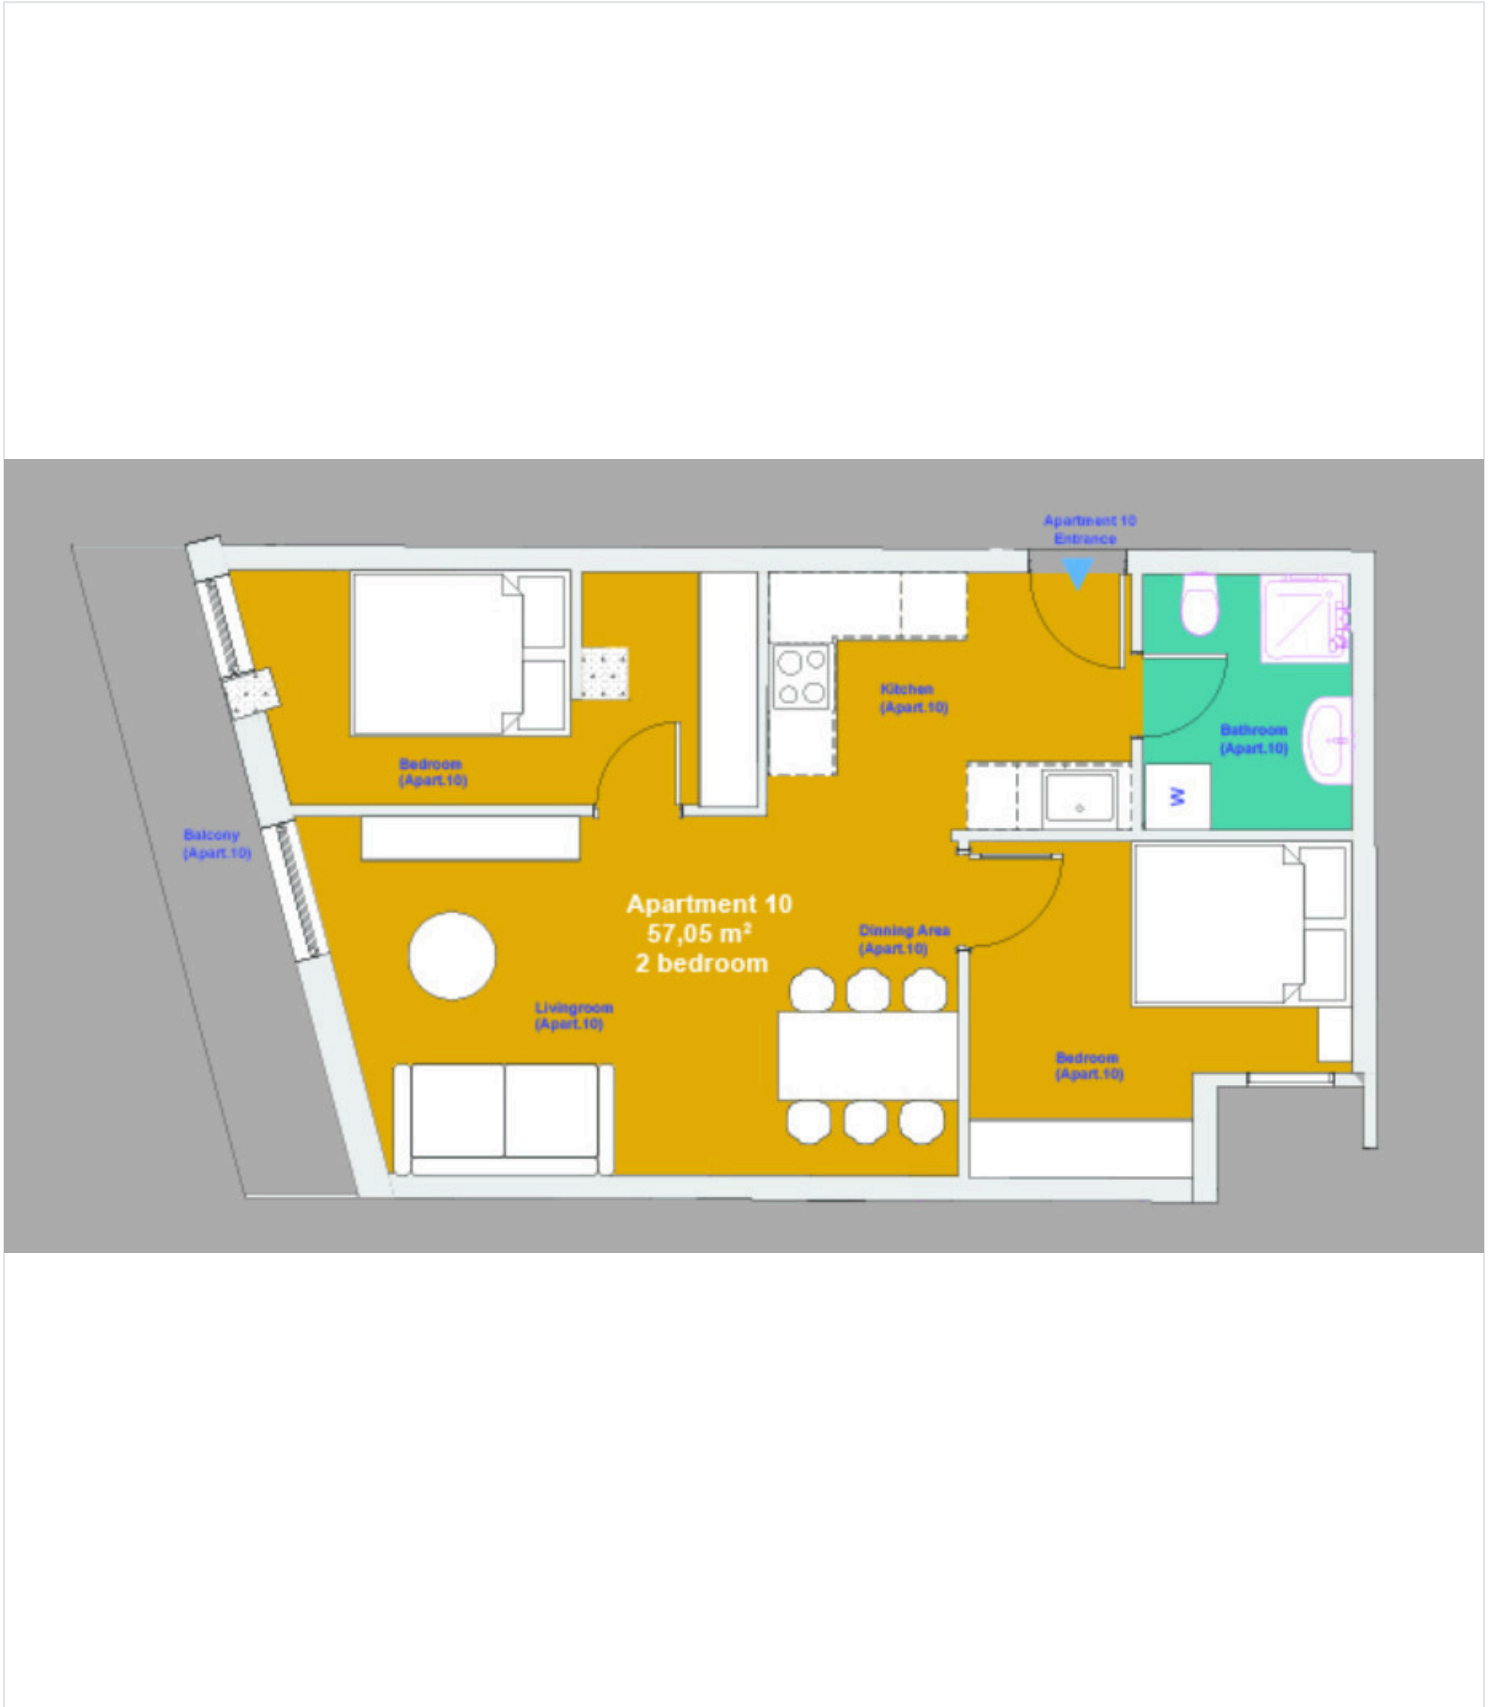 Apartment 10
Entrance
Kitchen
(Apart.10)
Bathroom
(Apart.10)
Bedroom
(Apart.10)
W
Balcony
(Apart.10)
Apartment 10
57,05 m²
2 bedroom
Dinning Area
(Apart.10)
Livingroom
(Apart.10)
Bedroom
(Apart.10)